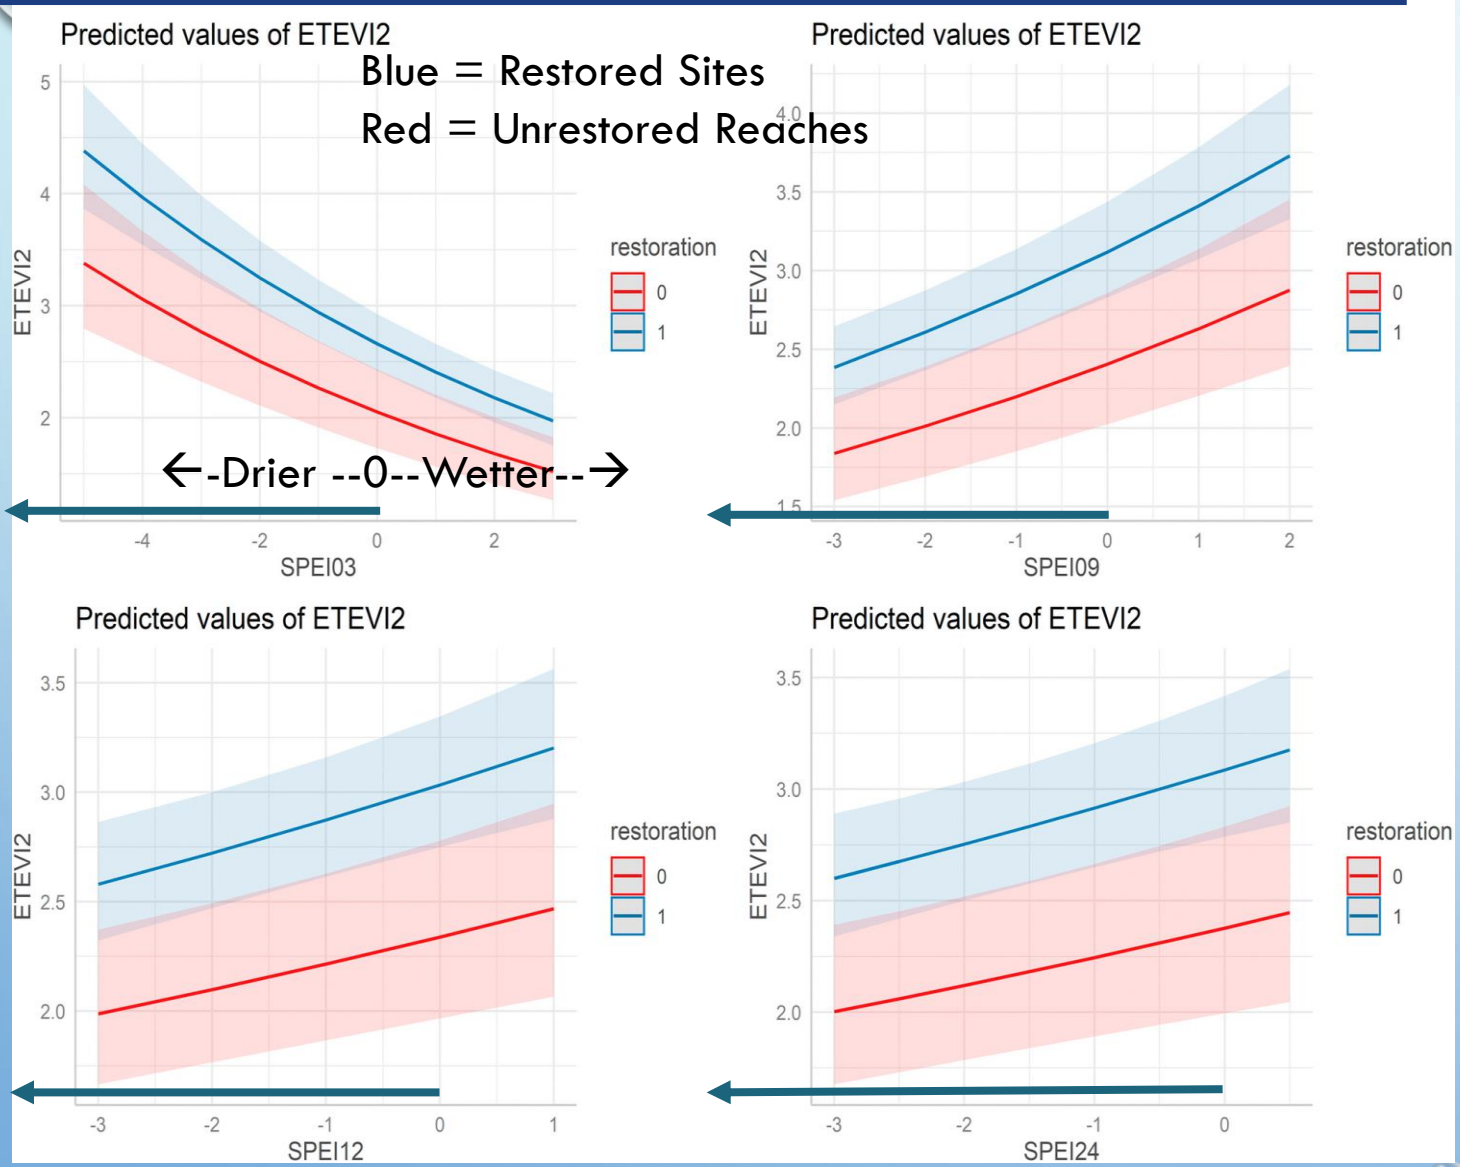 Predicted values of ETEVI2
Blue = Restored Sites
Red = Unrestored Reaches
5
4
3
2
ETEVI2
restoration
0
1
←-Drier --0--Wetter--→
-4 -2 0 2
SPEI03
Predicted values of ETEVI2
4.0
3.5
3.0
2.5
2.0
1.5
ETEVI2
restoration
0
1
-3 -2 -1 0 1 2
SPEI09
Predicted values of ETEVI2
3.5
3.0
2.5
2.0
ETEVI2
restoration
0
1
-3 -2 -1 0 1
SPEI12
Predicted values of ETEVI2
3.5
3.0
2.5
2.0
ETEVI2
restoration
0
1
-3 -2 -1 0
SPEI24